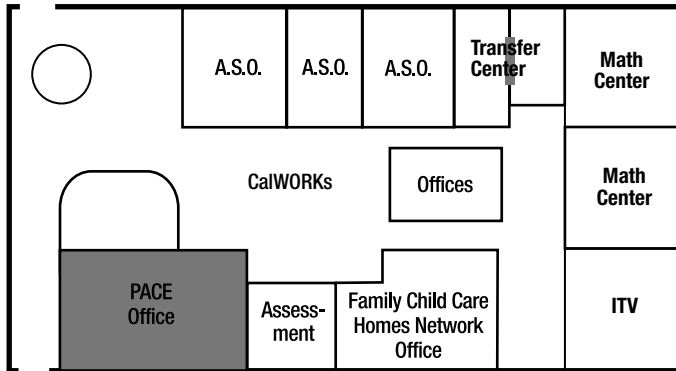 A.S.O.
A.S.O.
A.S.O.
Transfer
Center
Math
Center
CalWORKs
Offices
Math
Center
PACE
Office
Assess-
ment
Family Child Care
Homes Network
Office
ITV